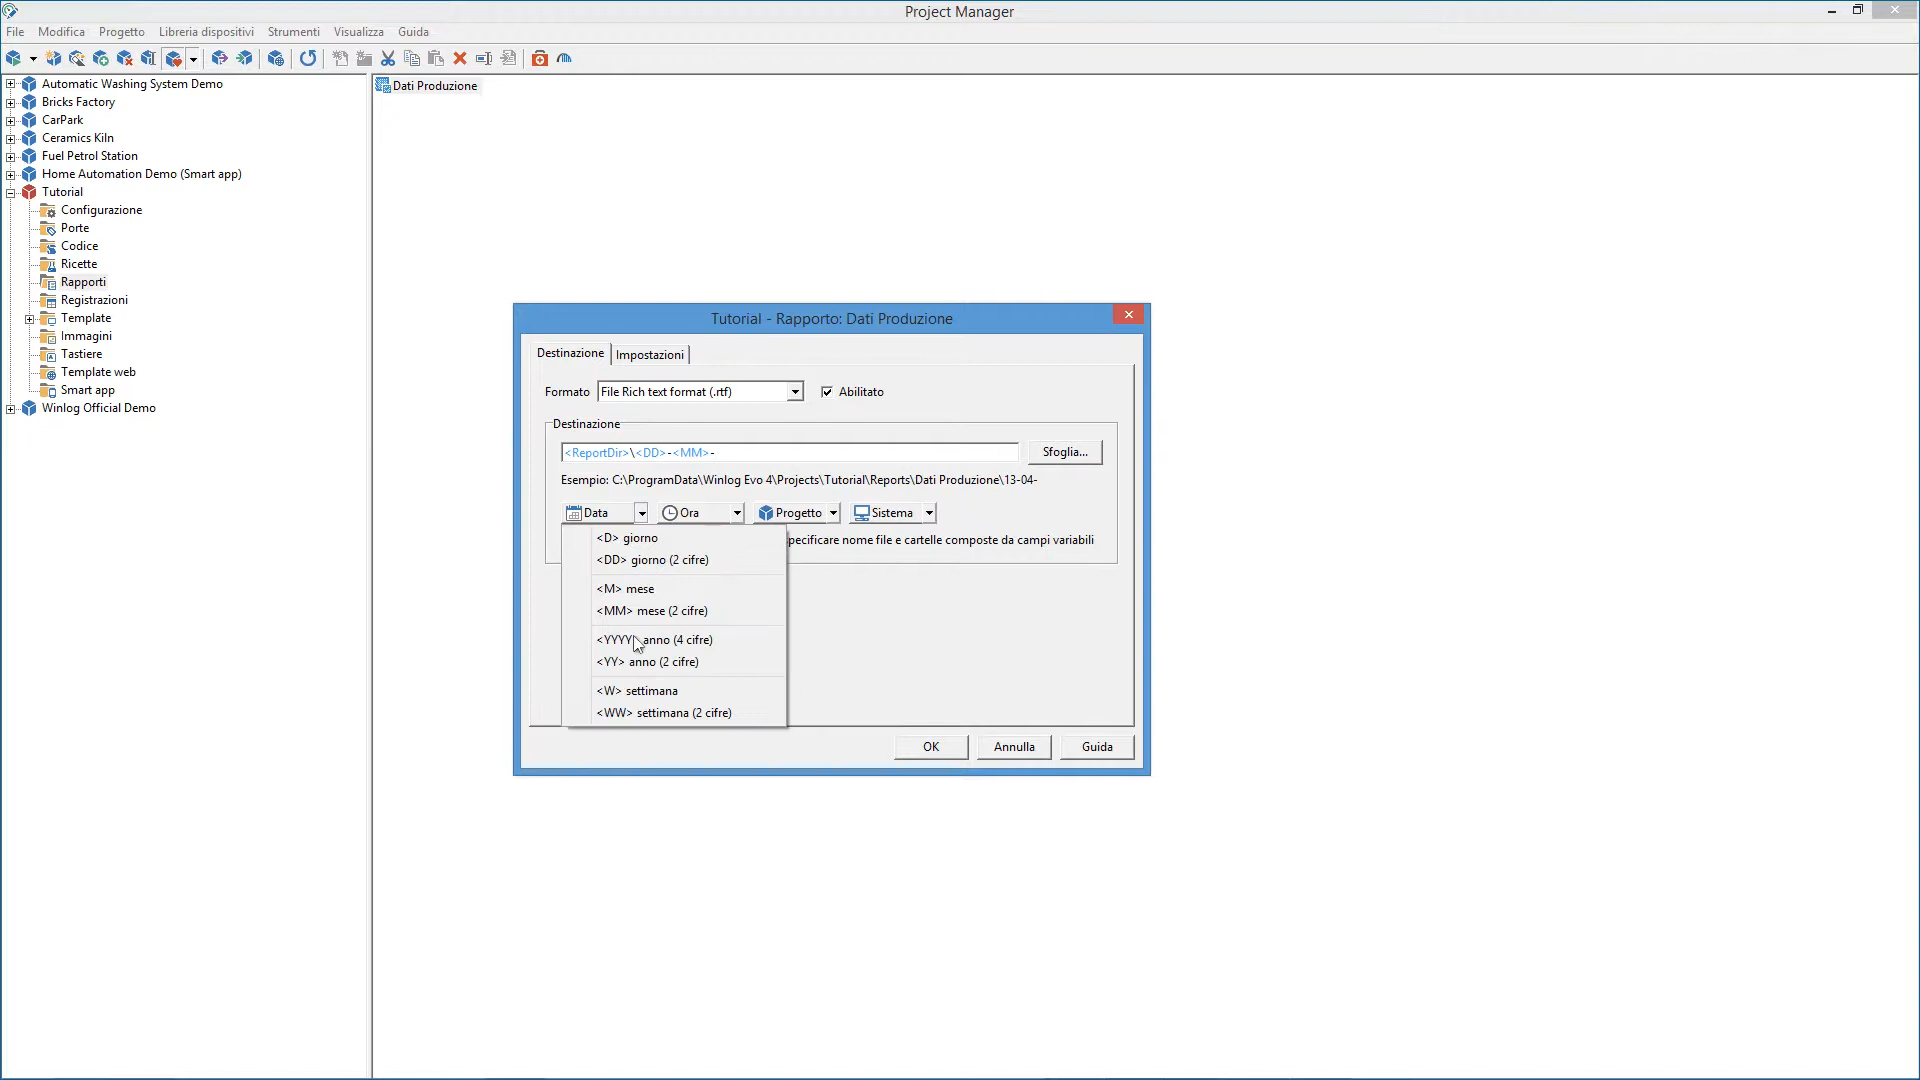 Project Manager
File Modifica Progetto Libreria dispositivi Strumenti Visualizza Guida
Automatic Washing System Demo
Bricks Factory
CarPark
Ceramics Kiln
Fuel Petrol Station
Home Automation Demo (Smart app)
Tutorial
Configurazione
Porte
Codice
Ricette
Rapporti
Registrazioni
Template
Immagini
Tastiere
Template web
Smart app
Winlog Official Demo
Dati Produzione
Tutorial - Rapporto: Dati Produzione
Destinazione Impostazioni
Formato File Rich text format (.rtf) Abilitato
Destinazione
<ReportDir>\<DD>-<MM>- Sfoglia...
Esempio: C:\ProgramData\Winlog Evo 4\Projects\Tutorial\Reports\Dati Produzione\13-04-
Data Ora Progetto Sistema
pecificare nome file e cartelle composte da campi variabili
<D> giorno
<DD> giorno (2 cifre)
<M> mese
<MM> mese (2 cifre)
<YYYY anno (4 cifre)
<YY> anno (2 cifre)
<W> settimana
<WW> settimana (2 cifre)
OK Annulla Guida